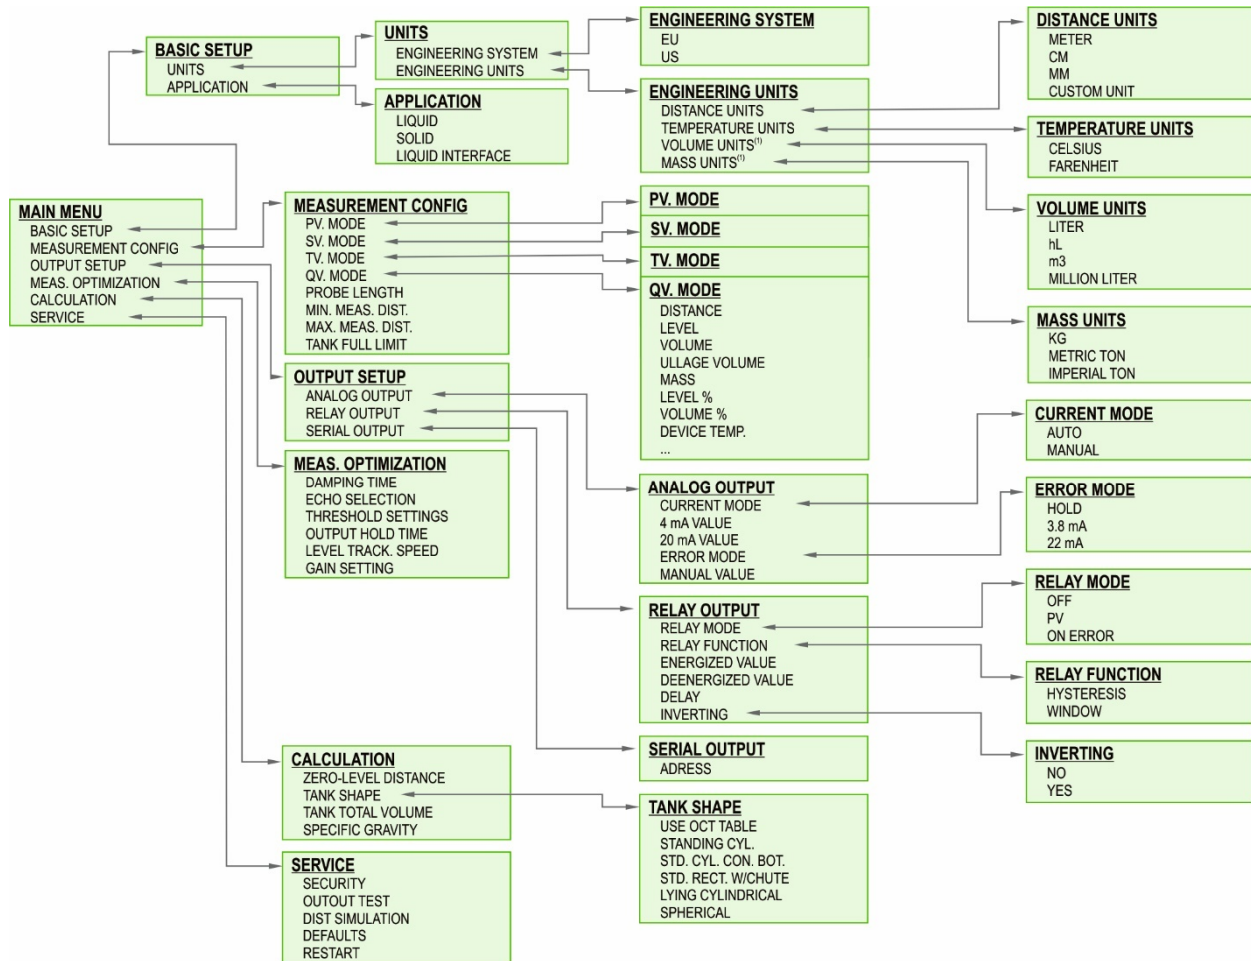 MAIN MENU
BASIC SETUP
MEASUREMENT CONFIG
OUTPUT SETUP
MEAS. OPTIMIZATION
CALCULATION
SERVICE
BASIC SETUP
UNITS
APPLICATION
UNITS
ENGINEERING SYSTEM
ENGINEERING UNITS
APPLICATION
LIQUID
SOLID
LIQUID INTERFACE
MEASUREMENT CONFIG
PV. MODE
SV. MODE
TV. MODE
QV. MODE
PROBE LENGTH
MIN. MEAS. DIST.
MAX. MEAS. DIST.
TANK FULL LIMIT
OUTPUT SETUP
ANALOG OUTPUT
RELAY OUTPUT
SERIAL OUTPUT
MEAS. OPTIMIZATION
DAMPING TIME
ECHO SELECTION
THRESHOLD SETTINGS
OUTPUT HOLD TIME
LEVEL TRACK. SPEED
GAIN SETTING
CALCULATION
ZERO-LEVEL DISTANCE
TANK SHAPE
TANK TOTAL VOLUME
SPECIFIC GRAVITY
SERVICE
SECURITY
OUTOUT TEST
DIST SIMULATION
DEFAULTS
RESTART
ENGINEERING SYSTEM
EU
US
ENGINEERING UNITS
DISTANCE UNITS
TEMPERATURE UNITS
VOLUME UNITS(1)
MASS UNITS(1)
PV. MODE
SV. MODE
TV. MODE
QV. MODE
DISTANCE
LEVEL
VOLUME
ULLAGE VOLUME
MASS
LEVEL %
VOLUME %
DEVICE TEMP.
...
ANALOG OUTPUT
CURRENT MODE
4 mA VALUE
20 mA VALUE
ERROR MODE
MANUAL VALUE
RELAY OUTPUT
RELAY MODE
RELAY FUNCTION
ENERGIZED VALUE
DEENERGIZED VALUE
DELAY
INVERTING
SERIAL OUTPUT
ADRESS
TANK SHAPE
USE OCT TABLE
STANDING CYL.
STD. CYL. CON. BOT.
STD. RECT. W/CHUTE
LYING CYLINDRICAL
SPHERICAL
DISTANCE UNITS
METER
CM
MM
CUSTOM UNIT
TEMPERATURE UNITS
CELSIUS
FARENHEIT
VOLUME UNITS
LITER
hL
m3
MILLION LITER
MASS UNITS
KG
METRIC TON
IMPERIAL TON
CURRENT MODE
AUTO
MANUAL
ERROR MODE
HOLD
3.8 mA
22 mA
RELAY MODE
OFF
PV
ON ERROR
RELAY FUNCTION
HYSTERESIS
WINDOW
INVERTING
NO
YES